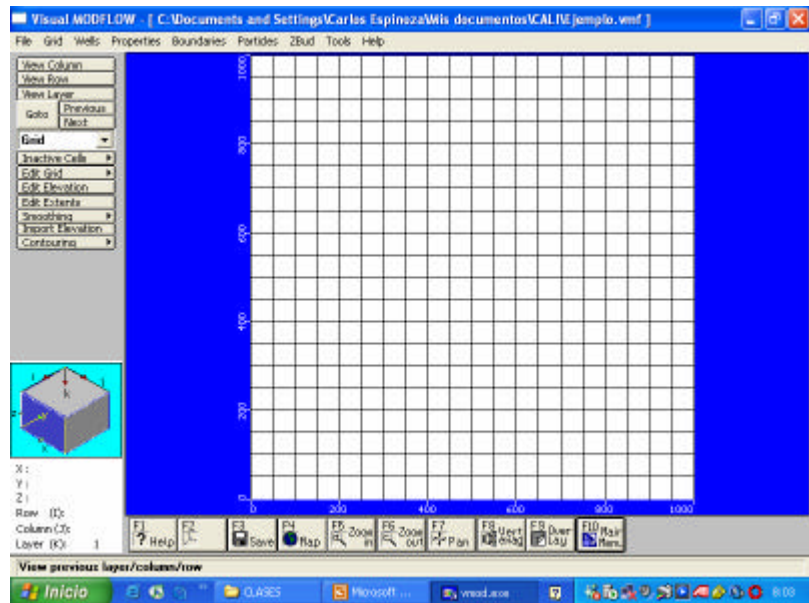 Visual MODFLOW - [ C:\Documents and Settings\Carlos Espinoza\Mis documentos\CALI\Ejemplo.vmf ]
File Grid Wells Properties Boundaries Particles ZBud Tools Help
View Column
View Row
View Layer
Goto Previous
Next
Grid
Inactive Cells
Edit Grid
Edit Elevation
Edit Extents
Smoothing
Import Elevation
Contouring
1000
800
600
400
200
0
0 200 400 600 800 1000
k
X:
Y:
Z:
Row (I):
Column (J):
Layer (K): 1
F1 ? Help
F2
F3 Save
F4 Map
F5 Zoom in
F6 Zoom out
F7 Pan
F8 Vert exag
F9 Over lay
F10 Main Menu
View previous layer/column/row
Inicio
CLASES
Microsoft ...
vmod.exe
8:03